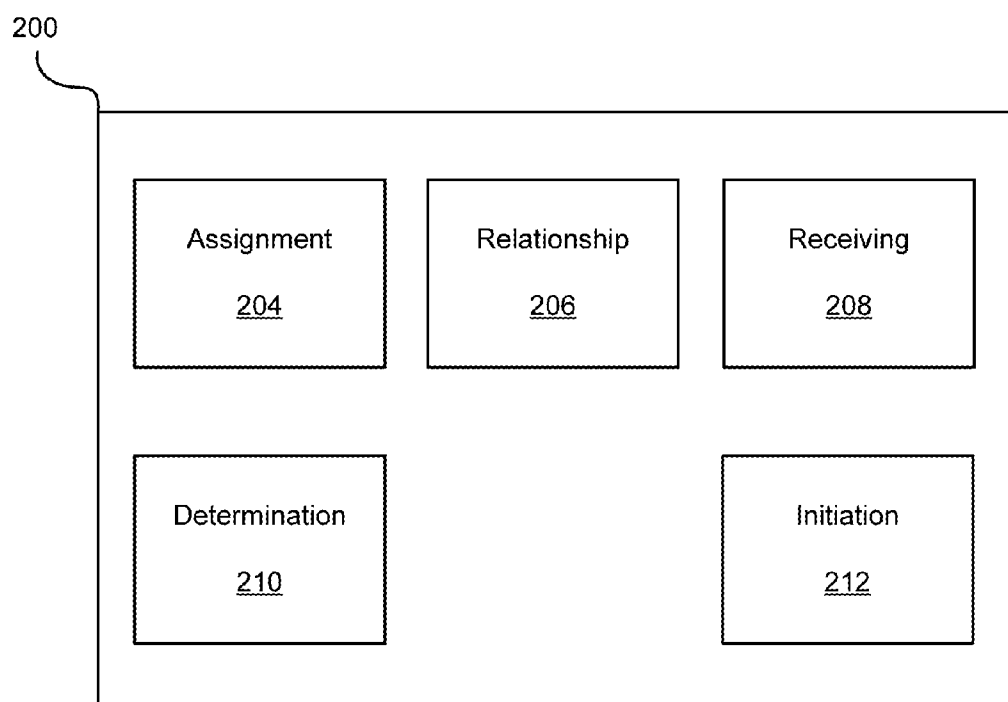 200
Assignment
204
Relationship
206
Receiving
208
Determination
210
Initiation
212